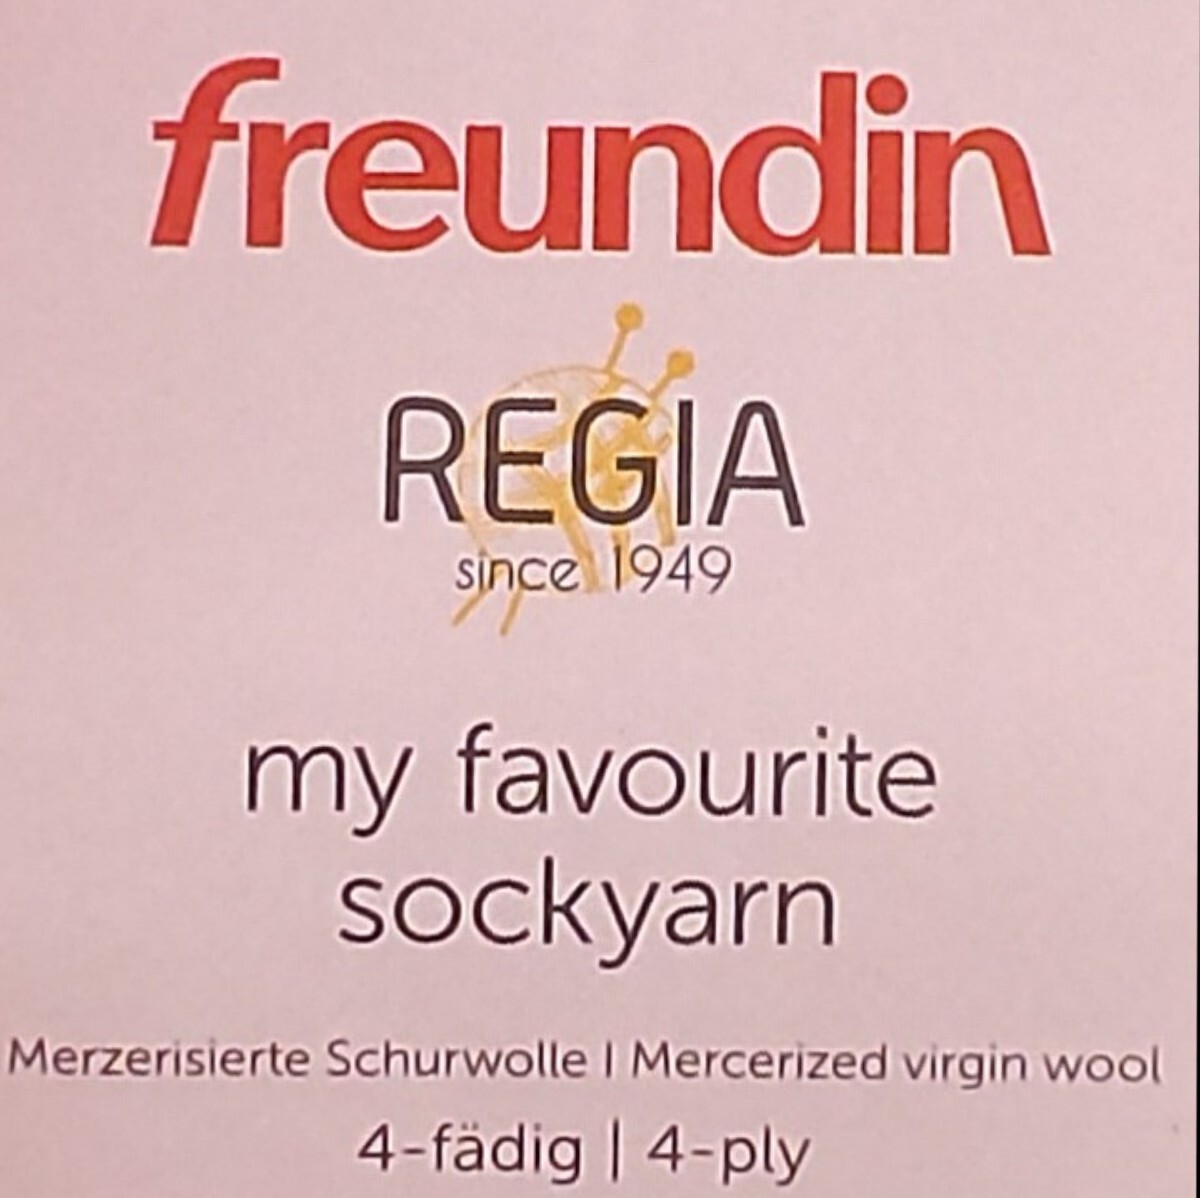 freundin
REGIA
since 1949
my favourite
sockyarn
Merzerisierte Schurwolle | Mercerized virgin wool
4-fädig | 4-ply